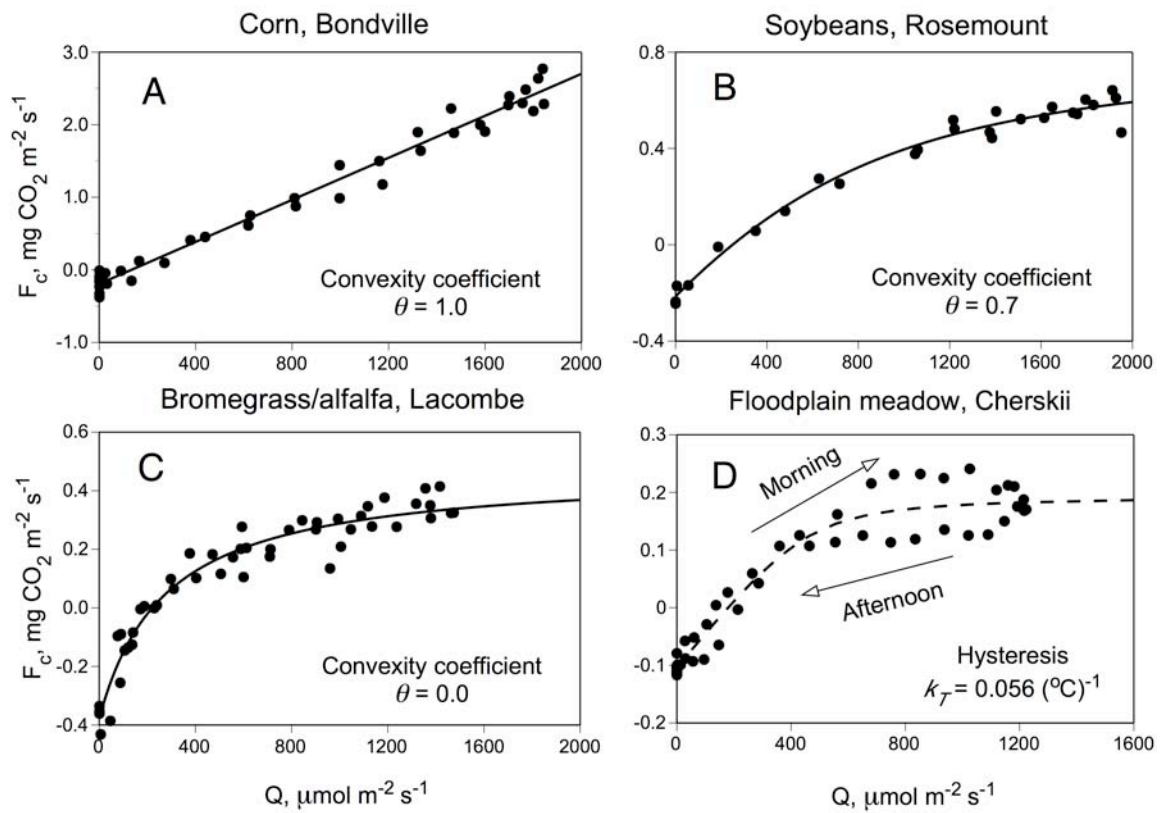 Corn, Bondville
A
F_c, mg CO₂ m⁻² s⁻¹
3.0
2.0
1.0
0.0
-1.0
0
400
800
1200
1600
2000
Convexity coefficient
θ = 1.0
Soybeans, Rosemount
B
0.8
0.4
0
-0.4
0
400
800
1200
1600
2000
Convexity coefficient
θ = 0.7
Bromegrass/alfalfa, Lacombe
C
F_c, mg CO₂ m⁻² s⁻¹
0.6
0.4
0.2
0.0
-0.2
-0.4
0
400
800
1200
1600
2000
Convexity coefficient
θ = 0.0
Q, μmol m⁻² s⁻¹
Floodplain meadow, Cherskii
D
0.3
0.2
0.1
0
-0.1
-0.2
0
400
800
1200
1600
Morning
Afternoon
Hysteresis
k_T = 0.056 (°C)⁻¹
Q, μmol m⁻² s⁻¹